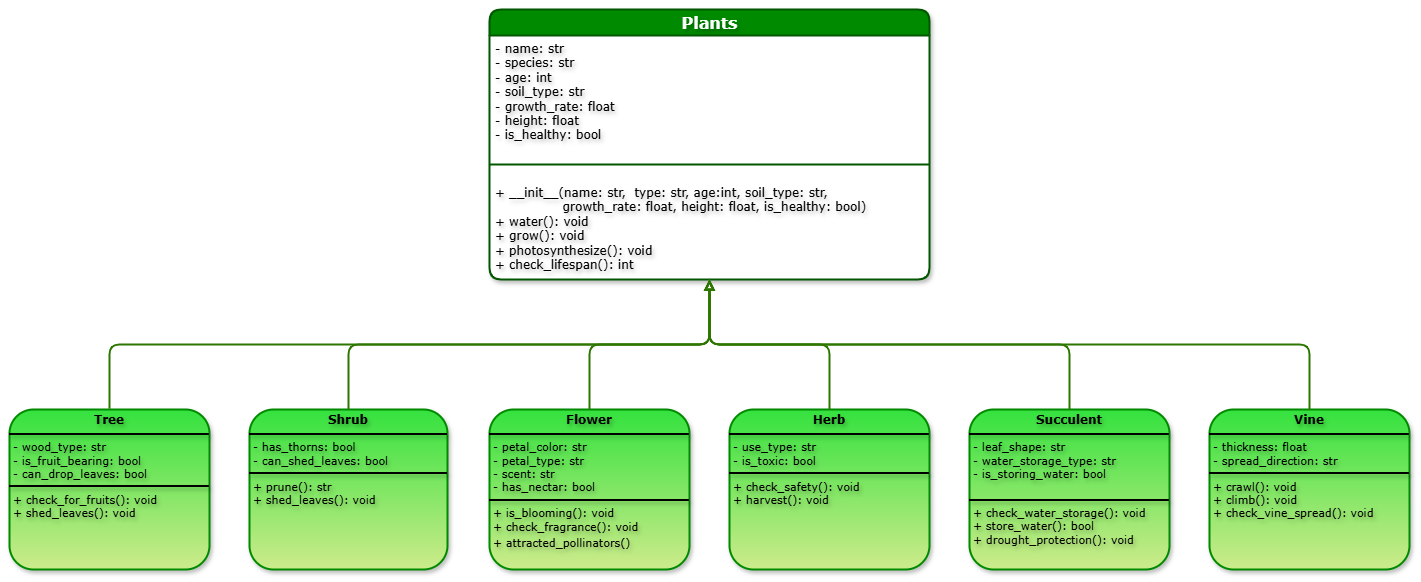 Plants
- name: str
- species: str
- age: int
- soil_type: str
- growth_rate: float
- height: float
- is_healthy: bool
+ __init__(name: str,  type: str, age:int, soil_type: str,
growth_rate: float, height: float, is_healthy: bool)
+ water(): void
+ grow(): void
+ photosynthesize(): void
+ check_lifespan(): int
Tree
- wood_type: str
- is_fruit_bearing: bool
- can_drop_leaves: bool
+ check_for_fruits(): void
+ shed_leaves(): void
Shrub
- has_thorns: bool
- can_shed_leaves: bool
+ prune(): str
+ shed_leaves(): void
Flower
- petal_color: str
- petal_type: str
- scent: str
- has_nectar: bool
+ is_blooming(): void
+ check_fragrance(): void
+ attracted_pollinators()
Herb
- use_type: str
- is_toxic: bool
+ check_safety(): void
+ harvest(): void
Succulent
- leaf_shape: str
- water_storage_type: str
- is_storing_water: bool
+ check_water_storage(): void
+ store_water(): bool
+ drought_protection(): void
Vine
- thickness: float
- spread_direction: str
+ crawl(): void
+ climb(): void
+ check_vine_spread(): void